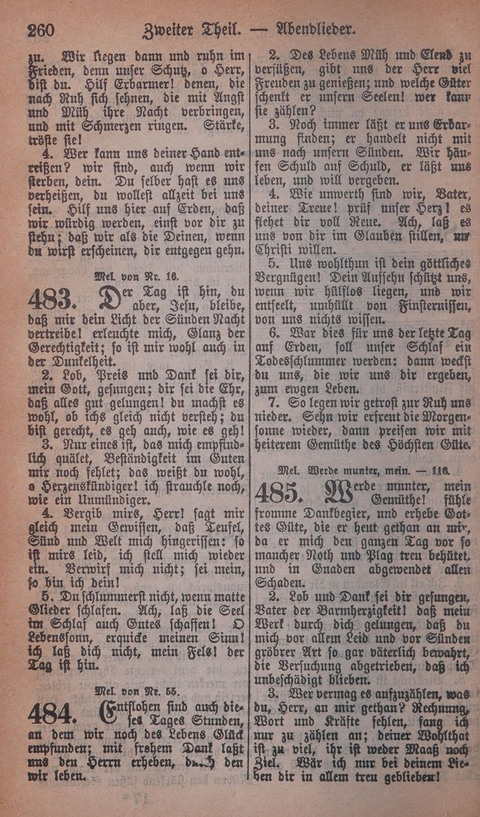 260 Zweiter Theil. — Abendlieder.
zu. Wir liegen dann und ruhn im
Frieden, denn unser Schutz, o Herr,
bist du. Hilf Erbarmer! denen, die
nach Ruh sich sehnen, die mit Angst
und Müh ihre Nacht verbringen,
und mit Schmerzen ringen. Stärke,
tröste sie!
4. Wer kann uns deiner Hand ent-
reißen? wir sind, auch wenn wir
sterben, dein. Du selber hast es uns
verheißen, du wollest allzeit bei uns
sein. Hilf uns hier auf Erden, daß
wir würdig werden, einst vor dir zu
stehn; daß wir als die Deinen, wenn
du wirst erscheinen, dir entgegen gehn.
Mel. von Nr. 16.
483. Der Tag ist hin, du
aber, Jesu, bleibe,
daß mir dein Licht der Sünden Nacht
vertreibe! erleuchte mich, Glanz der
Gerechtigkeit; so ist mir wohl auch in
der Dunkelheit.
2. Lob, Preis und Dank sei dir,
mein Gott, gesungen; dir sei die Ehr,
daß alles gut gelungen! du machst es
wohl, ob ichs gleich nicht versteh; du
bist gerecht, es geh auch, wie es geh!
3. Nur eines ist, das mich empfind-
lich quälet, Beständigkeit im Guten
mir noch fehlet; das weißt du wohl,
o Herzenskündiger! ich strauchle noch,
wie ein Unmündiger.
4. Vergib mirs, Herr! sagt mir
gleich mein Gewissen, daß Teufel,
Sünd und Welt mich hingerissen: so
ist mirs leid, ich stell mich wieder
ein. Verwirf mich nicht; sei mein,
so bin ich dein!
5. Du schlummerst nicht, wenn matte
Glieder schlafen. Ach, laß die Seel
im Schlaf auch Gutes schaffen! O
Lebensonn, erquicke meinen Sinn!
ich laß dich nicht, mein Fels! der
Tag ist hin.
Mel. von Nr. 55.
484. Entflohen sind auch die-
ses Tages Stunden,
an dem wir noch des Lebens Glück
empfunden; mit frohem Dank laßt
uns den Herrn erheben, durch den
wir leben.
2. Des Lebens Müh und Elend zu
versüßen, gibt uns der Herr viel
Freuden zu genießen; und welche Güter
schenkt er unsern Seelen! wer kann
sie zählen?
3. Noch immer läßt er uns Erbar-
mung finden; er handelt nicht mit
uns nach unsern Sünden. Wir häu-
fen Schuld auf Schuld, er läßt uns
leben, und will vergeben.
4. Wie unwerth sind wir, Vater,
deiner Treue! prüf unser Herz! es
flehet dir voll Reue. Ach, laß es
uns von dir im Glauben stillen, um
Christi willen.
5. Uns wohlthun ist dein göttliches
Vergnügen! Dein Aufsehn schützt uns,
wenn wir hülflos liegen, und wir
entseelt, umhüllt von Finsternissen,
von uns nichts wissen.
6. War dies für uns der letzte Tag
auf Erden, soll unser Schlaf ein
Todesschlummer werden: dann weckst
du uns, die wir uns dir ergeben,
zum ewgen Leben.
7. So legen wir getrost zur Ruh uns
nieder. Sehn wir erfreut die Morgen-
sonne wieder, dann preisen wir mit
heiterem Gemüthe des Höchsten Güte.
Mel. Werde munter, mein. — 116.
485. Werde munter, mein
Gemüthe! fühle
fromme Dankbegier, und erhebe Got-
tes Güte, die er heut gethan an mir,
da er mich den ganzen Tag vor so
mancher Noth und Plag treu behütet,
und in Gnaden abgewendet allen
Schaden.
2. Lob und Dank sei dir gesungen,
Vater der Barmherzigkeit! daß mein
Werk durch dich gelungen, daß du
mich vor allem Leid und vor Sünden
gröbrer Art so gar väterlich bewahrt,
die Versuchung abgetrieben, daß ich
unbeschädigt blieben.
3. Wer vermag es aufzuzählen, was
du, Herr, an mir gethan? Rechnung,
Wort und Kräfte fehlen, fang ich
nur zu zählen an; deiner Wohlthat
ist zu viel, ihr ist weder Maaß noch
Ziel. Wär ich nur bei deinem Lie-
ben dir in allem treu geblieben!